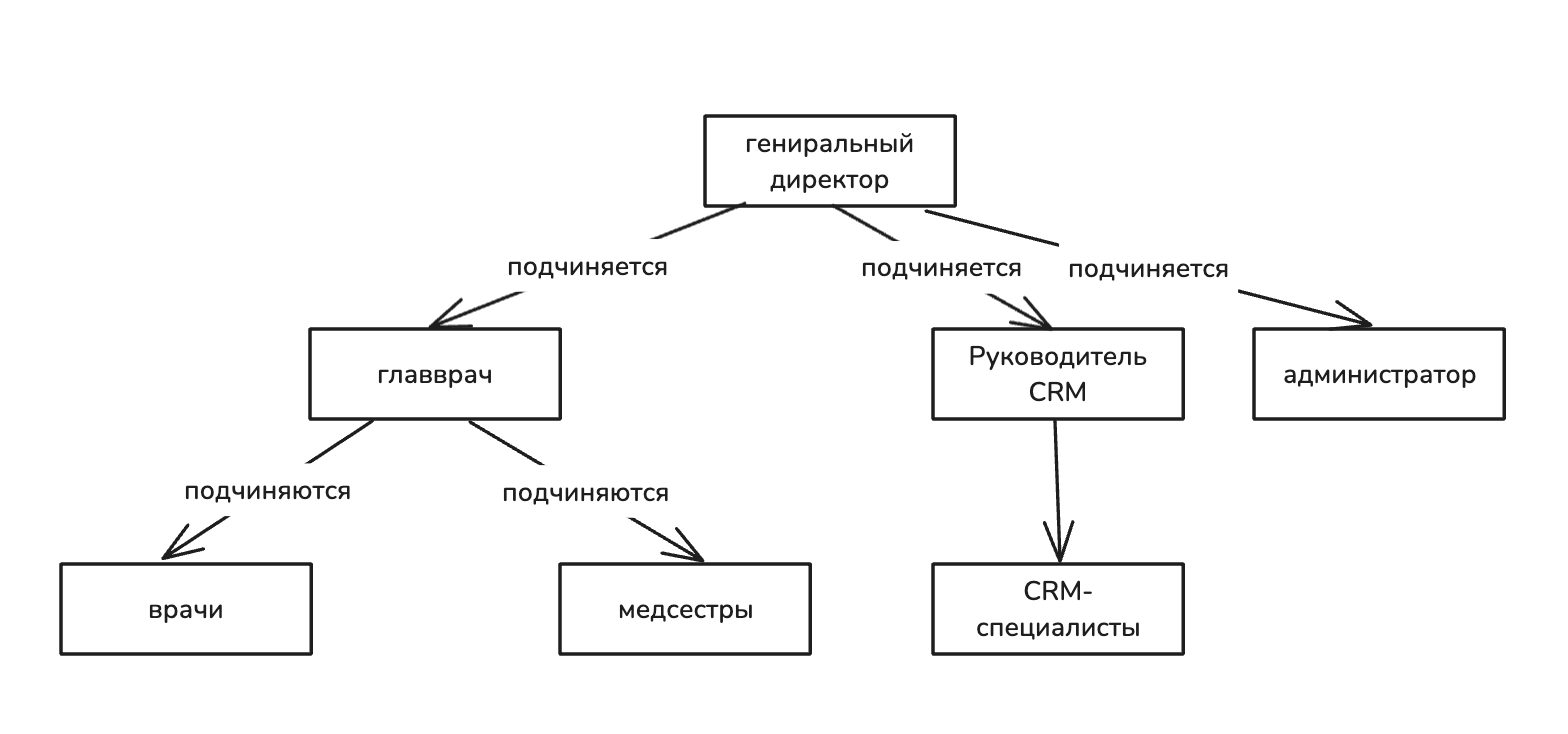 гениральный
директор
подчиняется
подчиняется
подчиняется
главврач
Руководитель
CRM
администратор
подчиняются
подчиняются
врачи
медсестры
CRM-
специалисты